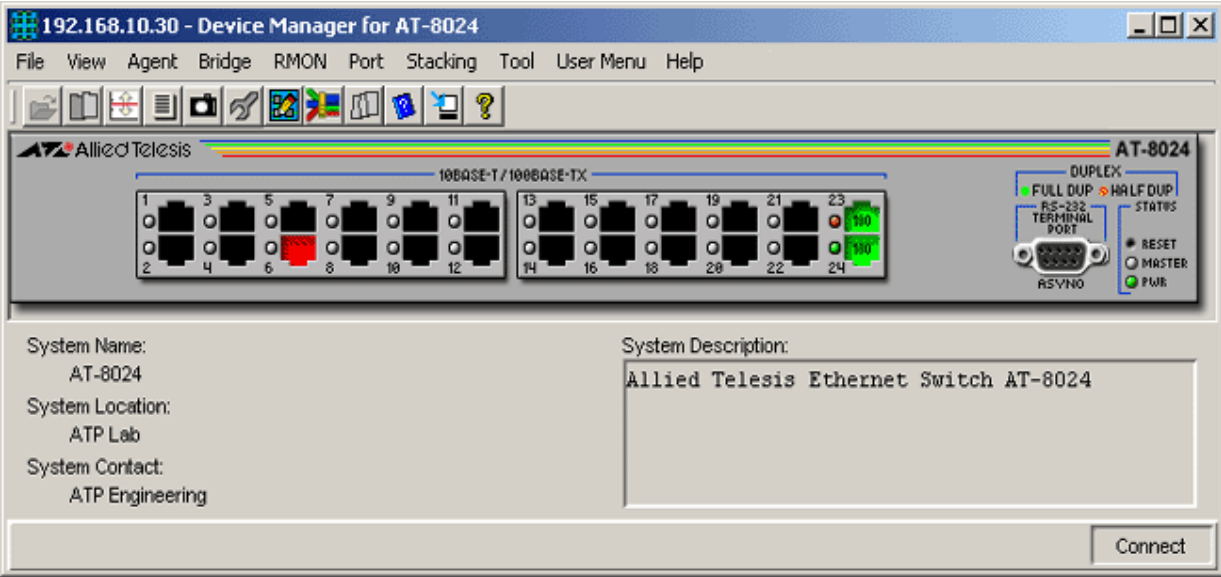 192.168.10.30 - Device Manager for AT-8024
File View Agent Bridge RMON Port Stacking Tool User Menu Help
Allied Telesis
AT-8024
10BASE-T/100BASE-TX
DUPLEX
FULL DUP HALF DUP
1 3 5 7 9 11 13 15 17 19 21 23
100
100
2 4 6 8 10 12 14 16 18 20 22 24
RS-232
TERMINAL
PORT
ASYNO
STATUS
RESET
MASTER
PWR
System Name:
AT-8024
System Location:
ATP Lab
System Contact:
ATP Engineering
System Description:
Allied Telesis Ethernet Switch AT-8024
Connect